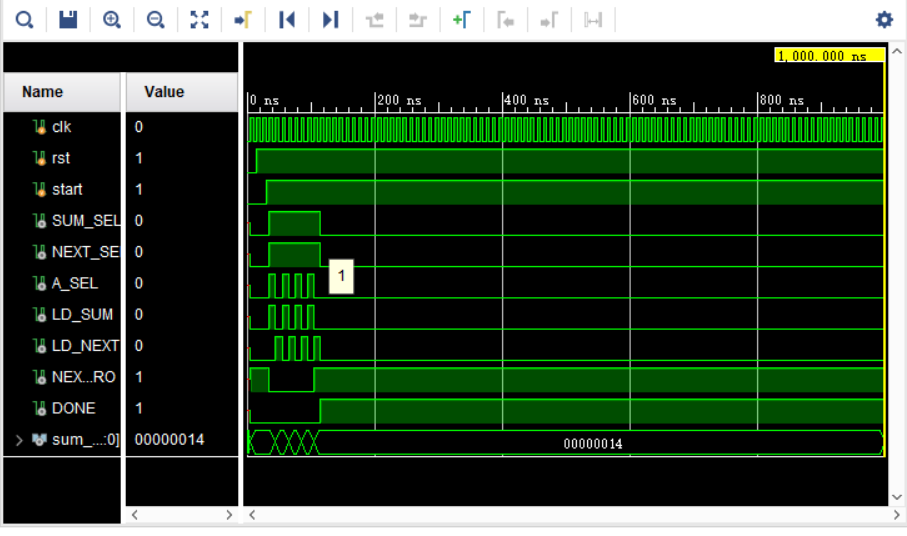 1,000.000 ns
Name Value
0 ns 200 ns 400 ns 600 ns 800 ns
clk 0
rst 1
start 1
SUM_SEL 0
NEXT_SE 0
A_SEL 0
1
LD_SUM 0
LD_NEXT 0
NEX...RO 1
DONE 1
sum_...:0] 00000014 00000014